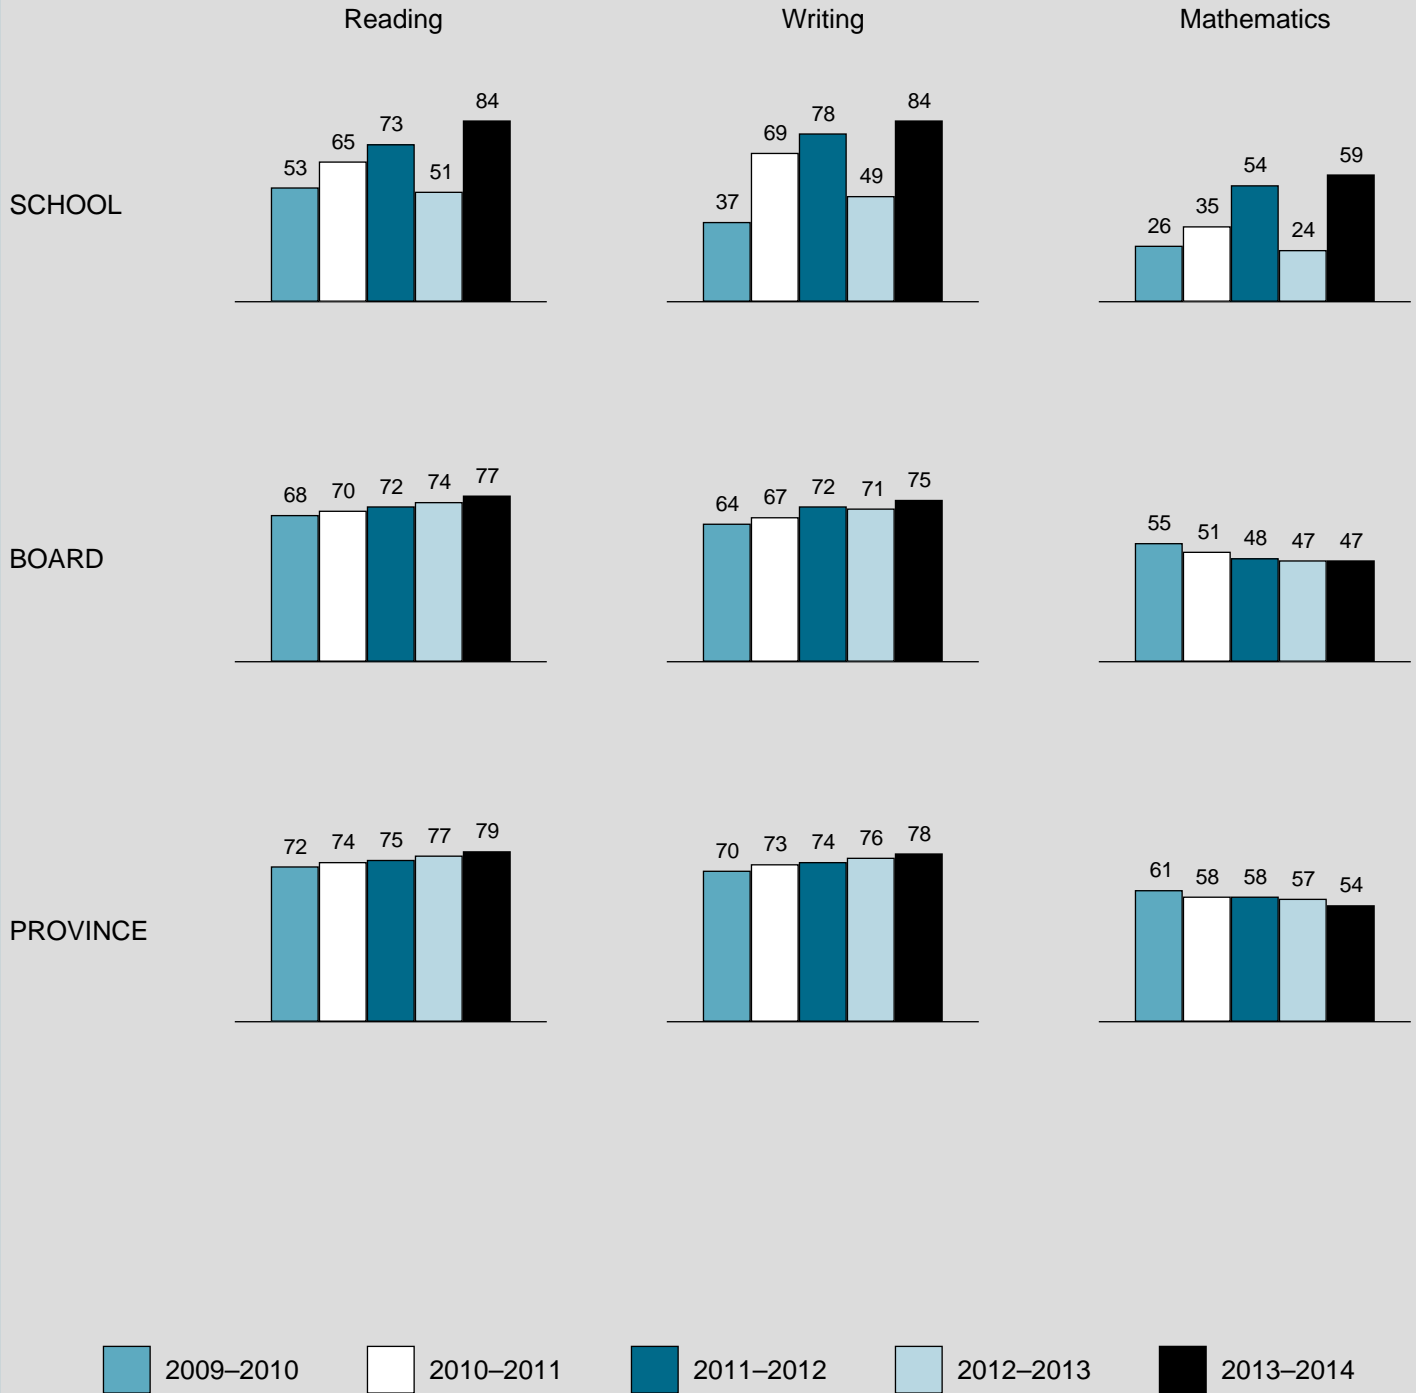 Reading Writing Mathematics
SCHOOL
53 65 73 51 84
37 69 78 49 84
26 35 54 24 59
BOARD
68 70 72 74 77
64 67 72 71 75
55 51 48 47 47
PROVINCE
72 74 75 77 79
70 73 74 76 78
61 58 58 57 54
2009–2010 2010–2011 2011–2012 2012–2013 2013–2014